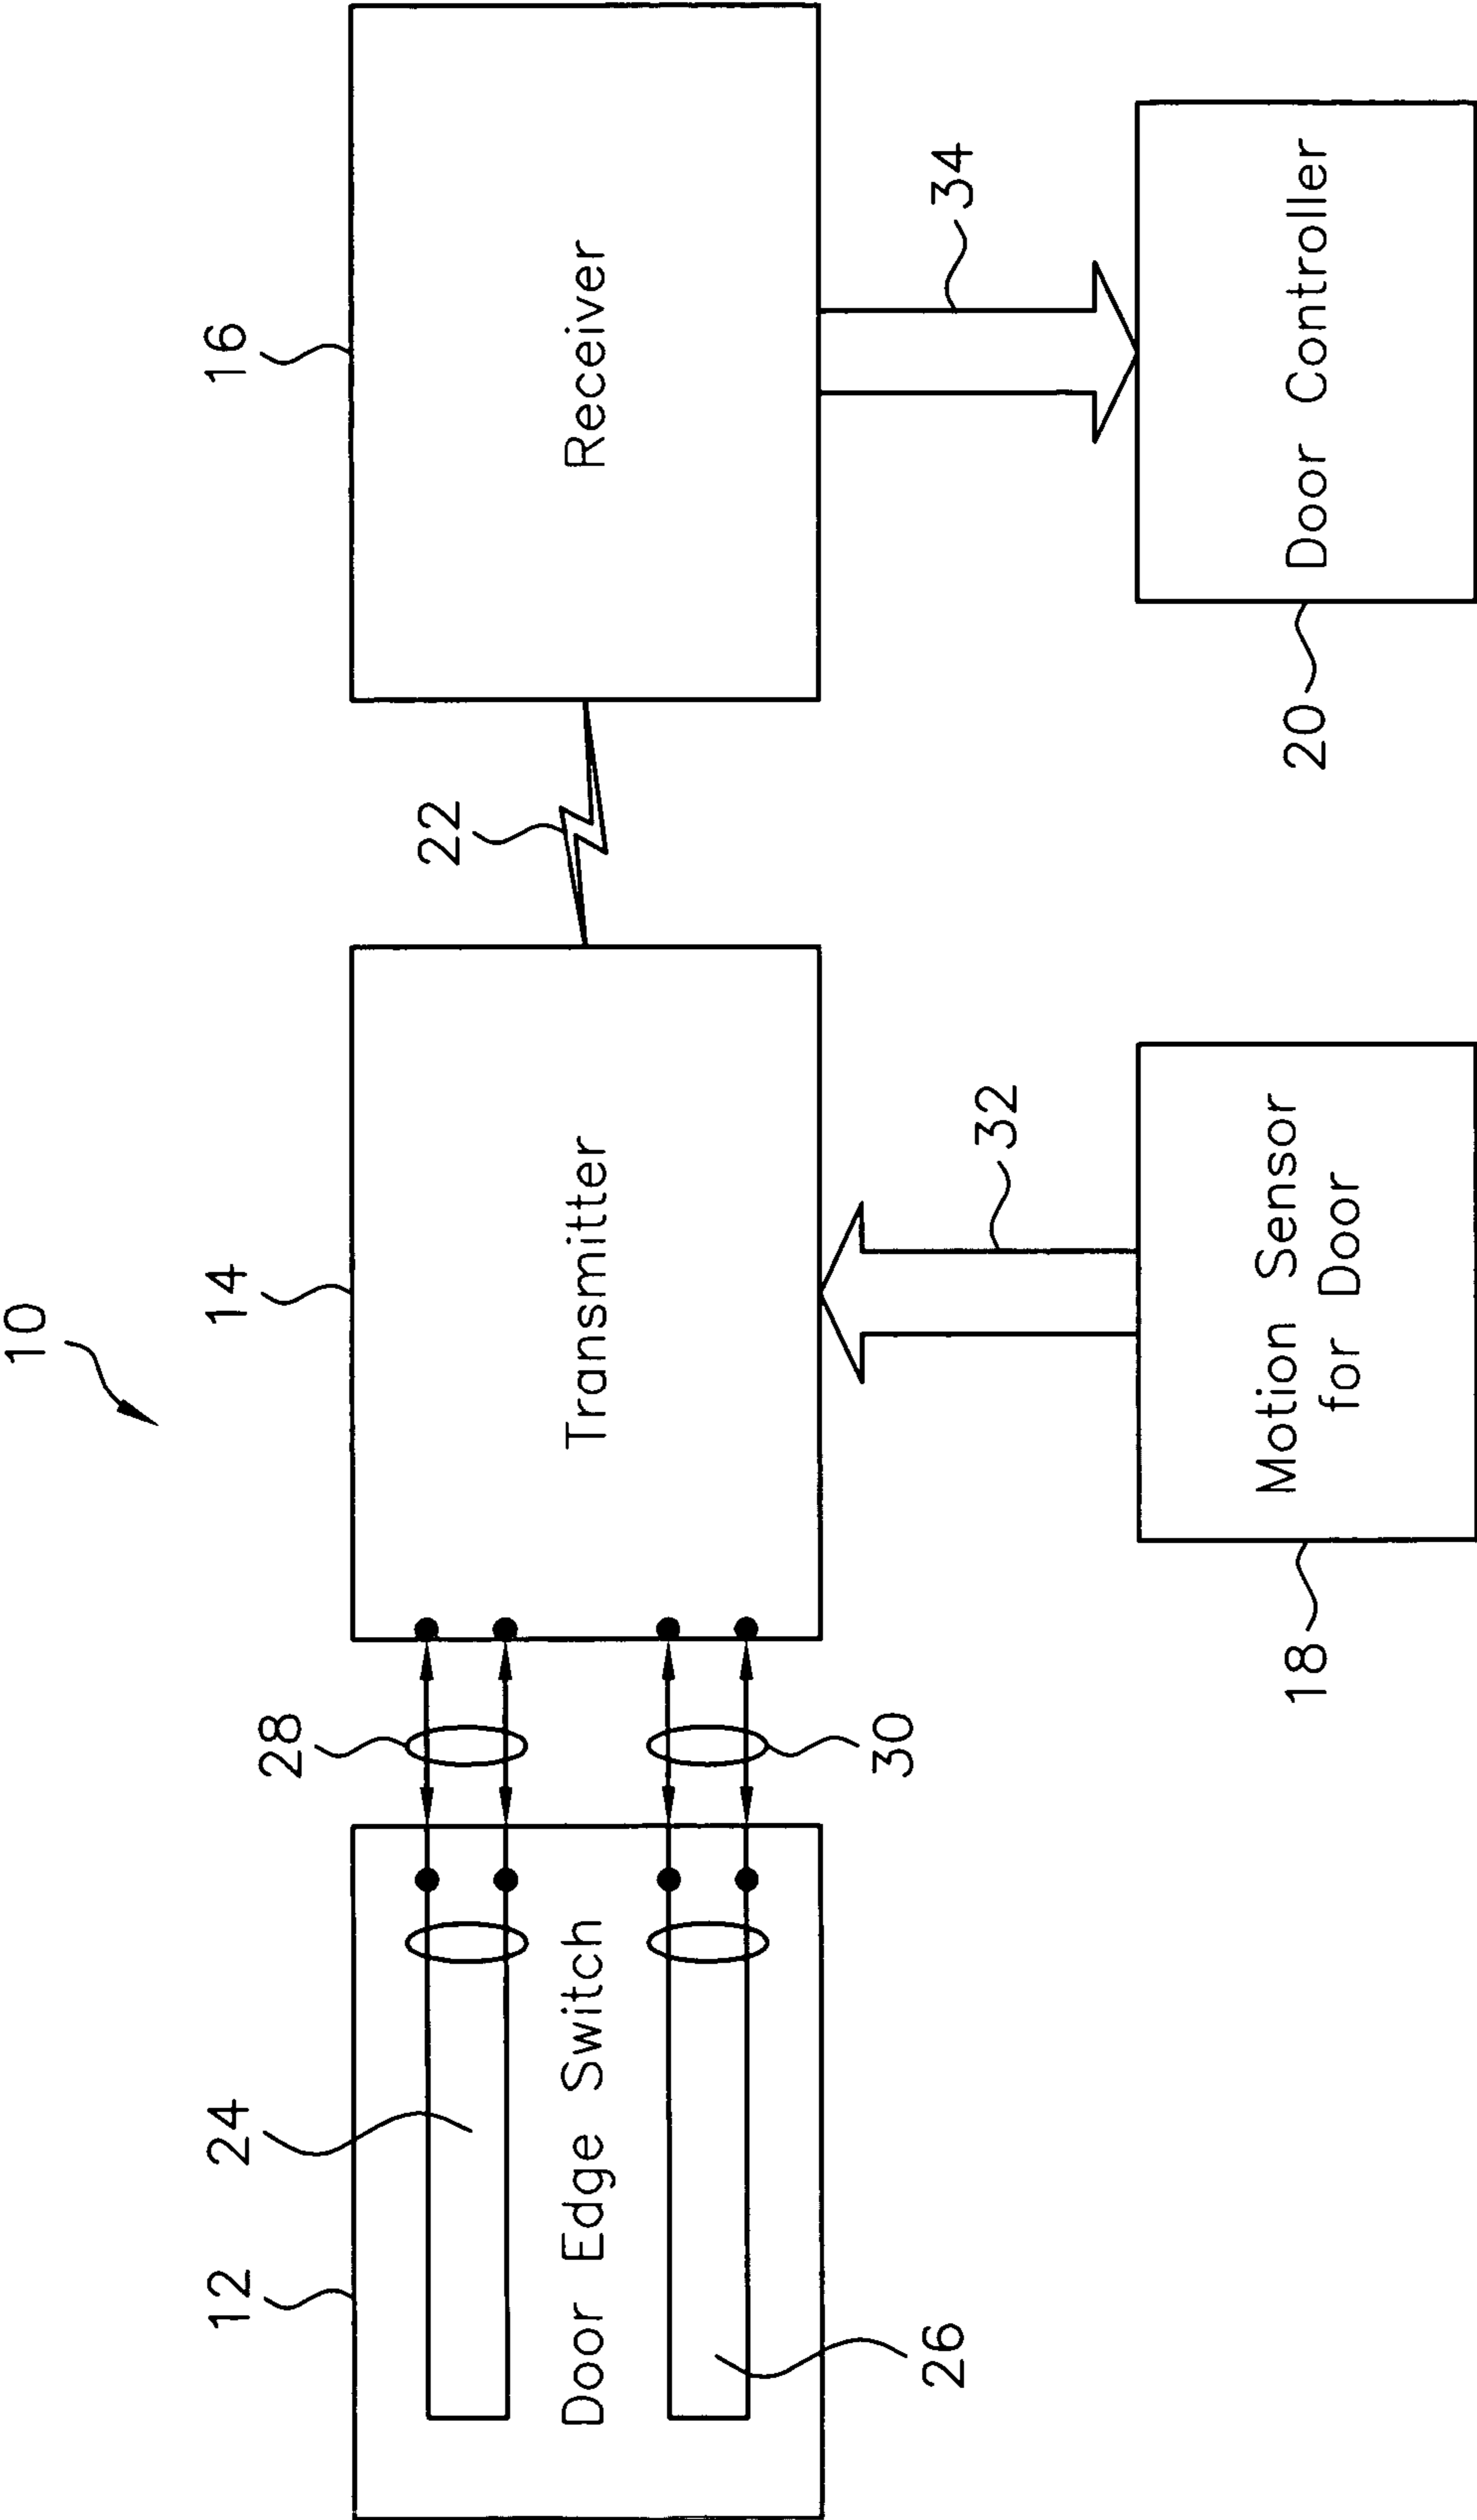 10
12
24
28
14
22
16
Door Edge Switch
Transmitter
Receiver
26
30
32
34
18
Motion Sensor
for Door
20
Door Controller